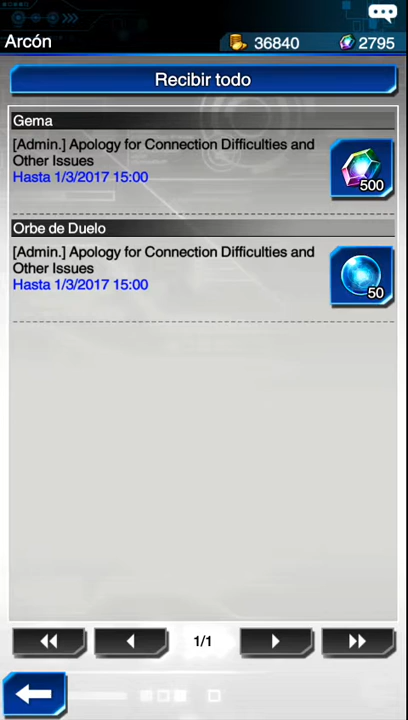 Arcón
36840
2795
Recibir todo
Gema
[Admin.] Apology for Connection Difficulties and
Other Issues
Hasta 1/3/2017 15:00
500
Orbe de Duelo
[Admin.] Apology for Connection Difficulties and
Other Issues
Hasta 1/3/2017 15:00
50
1/1